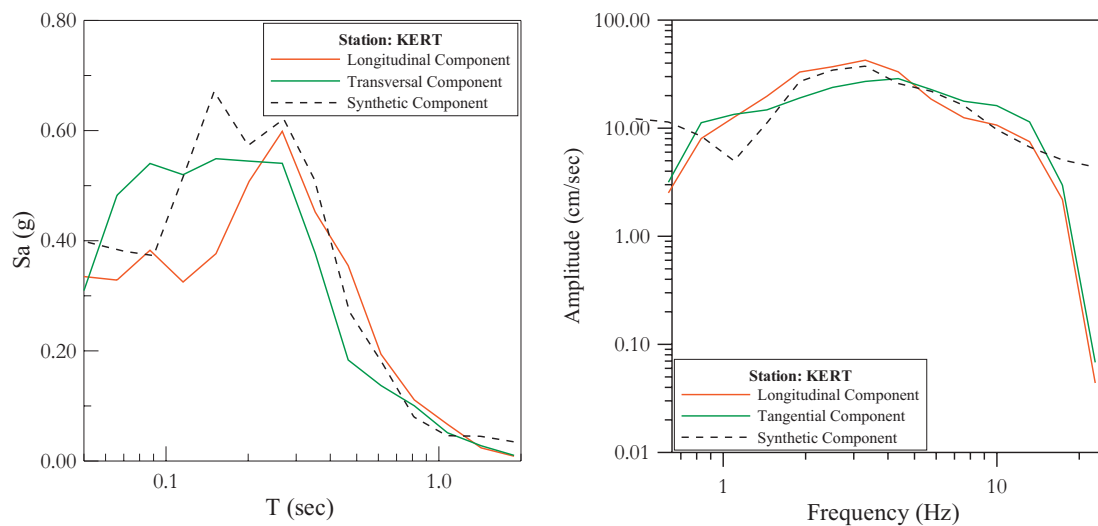 0.80
0.60
0.40
0.20
0.00
Sa (g)
0.1
1.0
T (sec)
Station: KERT
Longitudinal Component
Transversal Component
Synthetic Component
100.00
10.00
1.00
0.10
0.01
Amplitude (cm/sec)
1
10
Frequency (Hz)
Station: KERT
Longitudinal Component
Tangential Component
Synthetic Component